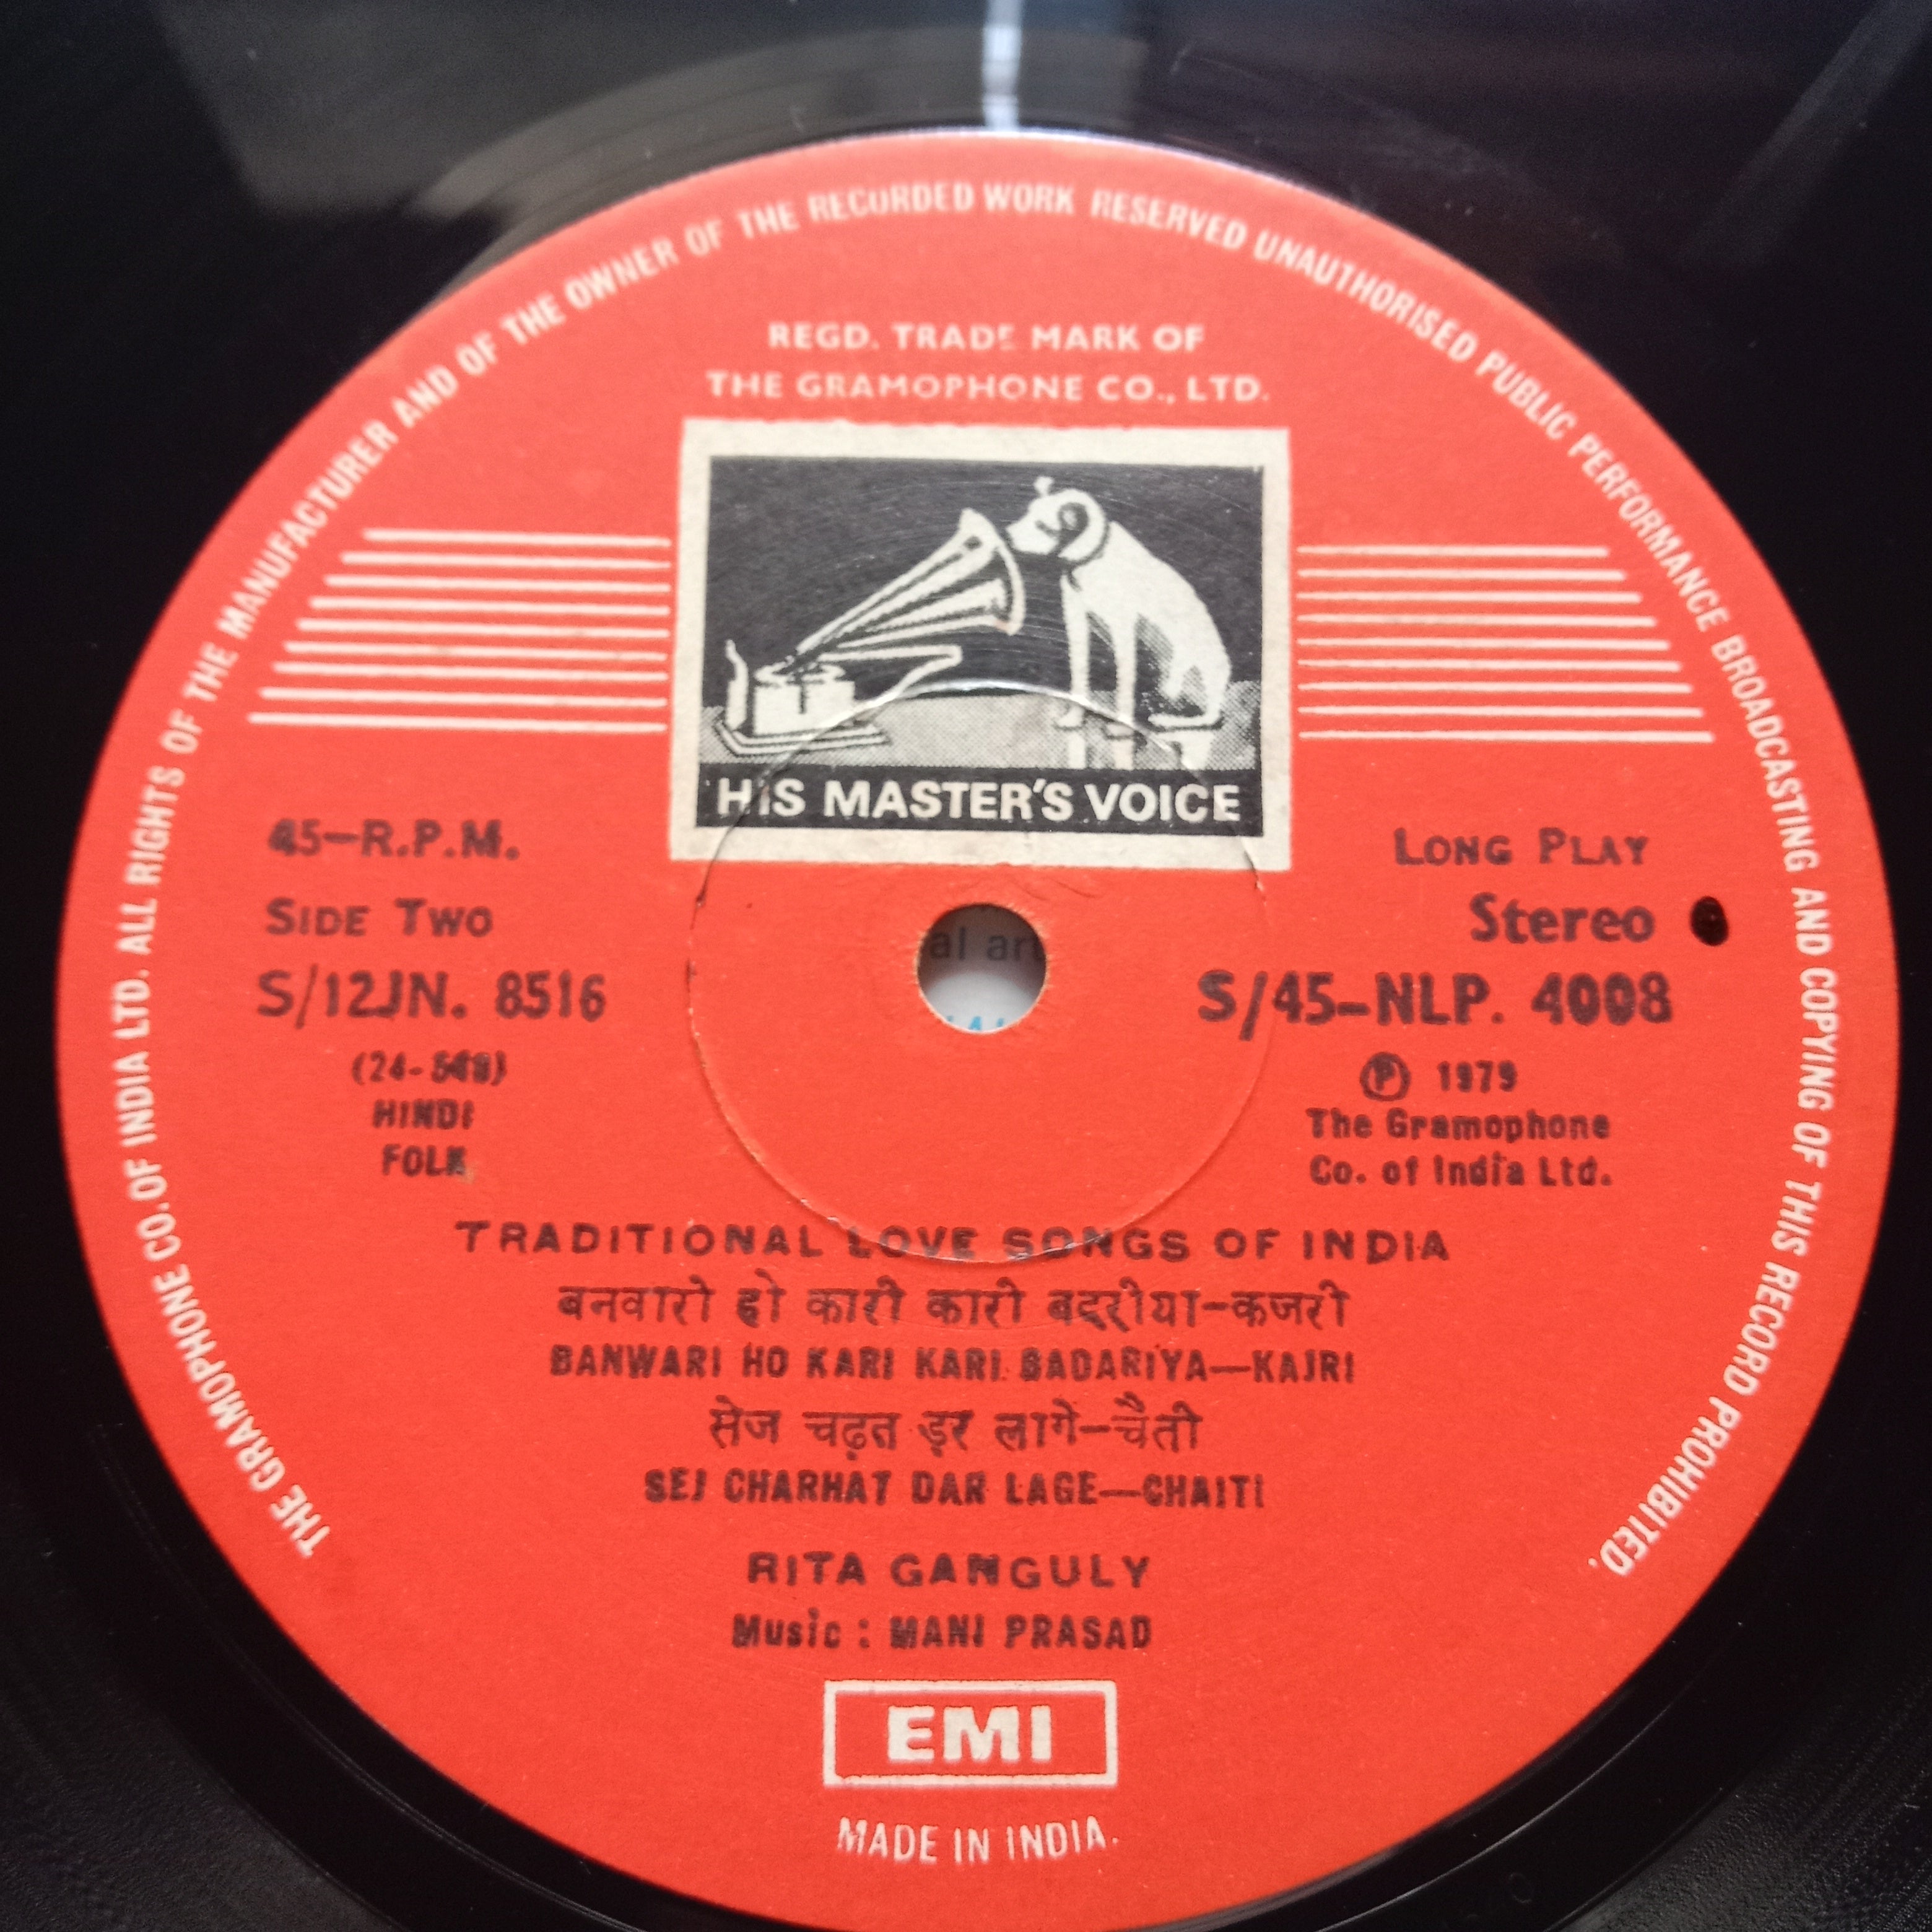 THE GRAMOPHONE CO. OF INDIA LTD. ALL RIGHTS OF THE MANUFACTURER AND OF THE OWNER OF THE RECORDED WORK RESERVED UNAUTHORISED PUBLIC PERFORMANCE BROADCASTING AND COPYING OF THIS RECORD PROHIBITED.
REGD. TRADE MARK OF
THE GRAMOPHONE CO., LTD.
HIS MASTER'S VOICE
45-R.P.M.
SIDE TWO
S/12JN. 8516
HINDI
FOLK
LONG PLAY
Stereo
S/45-NLP. 4008
Ⓟ 1979
The Gramophone
Co. of India Ltd.
al art
TRADITIONAL LOVE SONGS OF INDIA
बनवारी हो कारी कारी बदरीया-कजरी
BANWARI HO KARI KARI BADARIYA—KAJRI
सेज चढ़त ड़र लागे-चैती
SEJ CHARHAT DAR LAGE—CHAITI
RITA GANGULY
Music : MANI PRASAD
EMI
MADE IN INDIA.